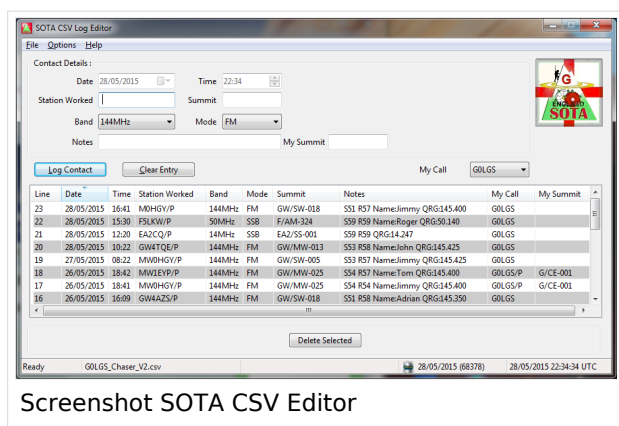 SOTA CSV Log Editor
File Options Help
Contact Details :
Date 28/05/2015 Time 22:34
Station Worked Summit
Band 144MHz Mode FM
Notes My Summit
G
ENGLAND
SOTA
Log Contact Clear Entry My Call G0LGS
Line Date Time Station Worked Band Mode Summit Notes My Call My Summit
23 28/05/2015 16:41 M0HGY/P 144MHz FM GW/SW-018 S51 R57 Name:Jimmy QRG:145.400 G0LGS
22 28/05/2015 15:30 F5LKW/P 50MHz SSB F/AM-324 S59 R59 Name:Roger QRG:50.140 G0LGS
21 28/05/2015 12:20 EA2CQ/P 14MHz SSB EA2/SS-001 S59 R59 QRG:14.247 G0LGS
20 28/05/2015 10:22 GW4TQE/P 144MHz FM GW/MW-013 S53 R58 Name:John QRG:145.425 G0LGS
19 27/05/2015 08:22 MW0HGY/P 144MHz FM GW/SW-005 S53 R57 Name:Jimmy QRG:145.425 G0LGS
18 26/05/2015 18:42 MW1EYP/P 144MHz FM GW/MW-025 S54 R57 Name:Tom QRG:145.400 G0LGS/P G/CE-001
17 26/05/2015 18:41 MW0HGY/P 144MHz FM GW/MW-025 S54 R54 Name:Jimmy QRG:145.400 G0LGS/P G/CE-001
16 26/05/2015 16:09 GW4AZS/P 144MHz FM GW/SW-018 S51 R58 Name:Adrian QRG:145.350 G0LGS
Delete Selected
Ready G0LGS_Chaser_V2.csv 28/05/2015 (68378) 28/05/2015 22:34:34 UTC
Screenshot SOTA CSV Editor